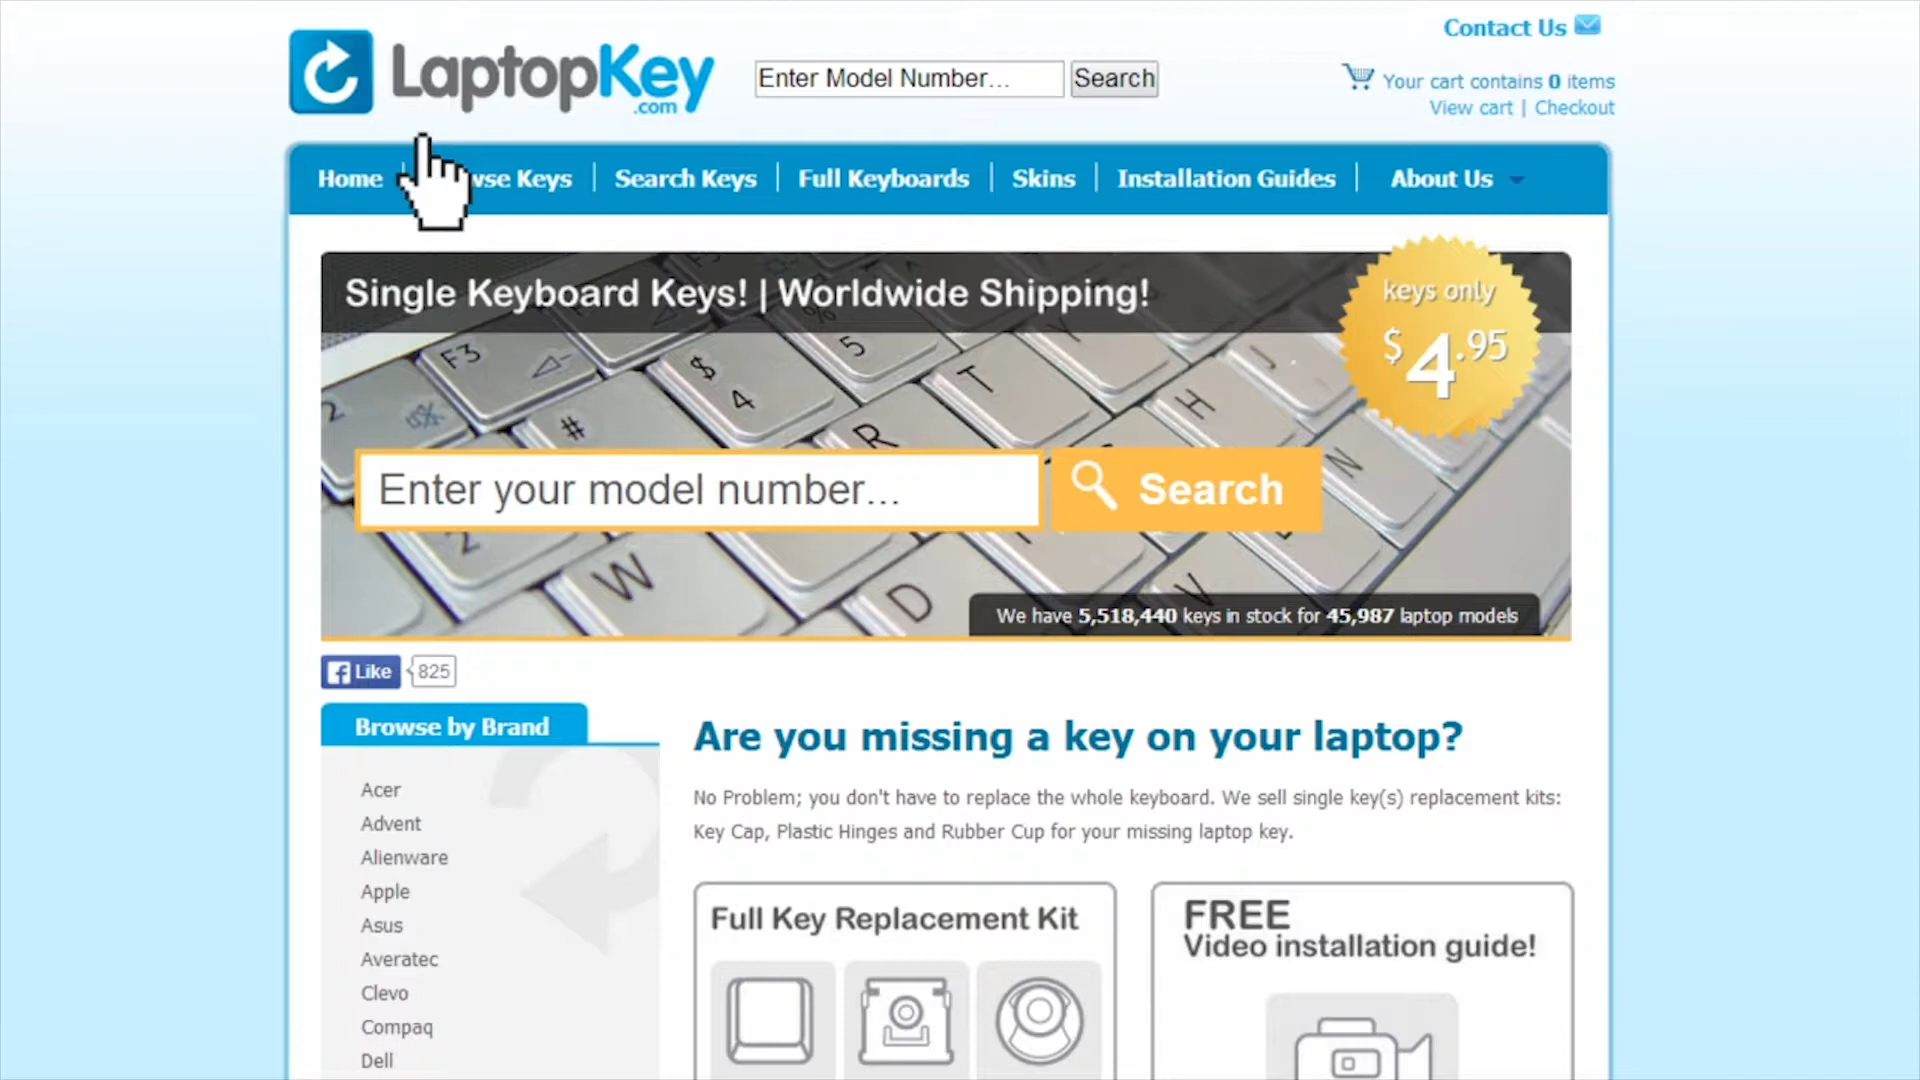 Contact Us
LaptopKey
.com
Enter Model Number...
Search
Your cart contains 0 items
View cart | Checkout
Home
wse Keys
Search Keys
Full Keyboards
Skins
Installation Guides
About Us
Single Keyboard Keys! | Worldwide Shipping!
keys only
$4.95
F3
$
4
5
%
2
#
R
T
H
N
Enter your model number...
Search
W
D
V
We have 5,518,440 keys in stock for 45,987 laptop models
Like
825
Browse by Brand
Acer
Advent
Alienware
Apple
Asus
Averatec
Clevo
Compaq
Dell
Are you missing a key on your laptop?
No Problem; you don't have to replace the whole keyboard. We sell single key(s) replacement kits:
Key Cap, Plastic Hinges and Rubber Cup for your missing laptop key.
Full Key Replacement Kit
FREE
Video installation guide!